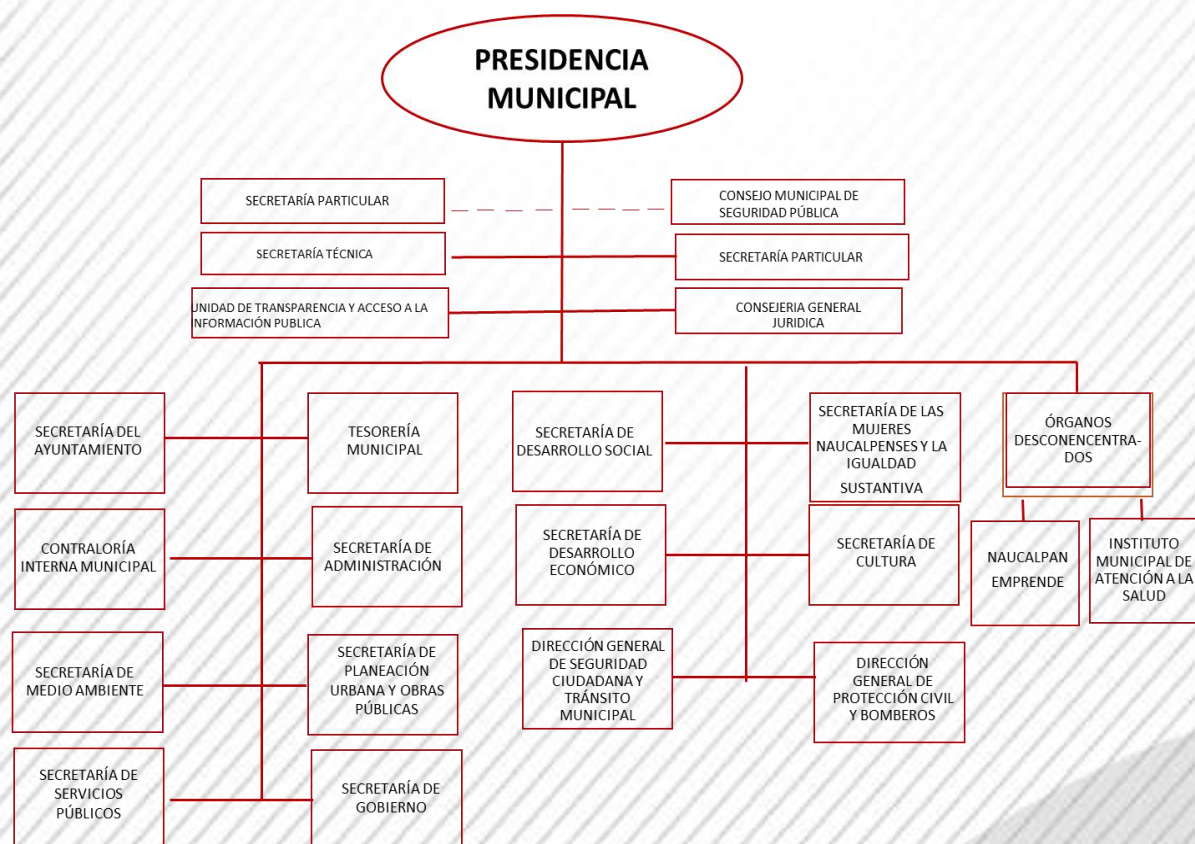 PRESIDENCIA
MUNICIPAL
SECRETARÍA PARTICULAR
CONSEJO MUNICIPAL DE
SEGURIDAD PÚBLICA
SECRETARÍA TÉCNICA
SECRETARÍA PARTICULAR
UNIDAD DE TRANSPARENCIA Y ACCESO A LA
INFORMACIÓN PUBLICA
CONSEJERIA GENERAL
JURIDICA
SECRETARÍA DEL
AYUNTAMIENTO
TESORERÍA
MUNICIPAL
SECRETARÍA DE
DESARROLLO SOCIAL
SECRETARÍA DE LAS
MUJERES
NAUCALPENSES Y LA
IGUALDAD
SUSTANTIVA
ÓRGANOS
DESCONENCENTRA-
DOS
CONTRALORÍA
INTERNA MUNICIPAL
SECRETARÍA DE
ADMINISTRACIÓN
SECRETARÍA DE
DESARROLLO
ECONÓMICO
SECRETARÍA DE
CULTURA
NAUCALPAN
EMPRENDE
INSTITUTO
MUNICIPAL DE
ATENCIÓN A LA
SALUD
SECRETARÍA DE
MEDIO AMBIENTE
SECRETARÍA DE
PLANEACIÓN
URBANA Y OBRAS
PÚBLICAS
DIRECCIÓN GENERAL
DE SEGURIDAD
CIUDADANA Y
TRÁNSITO
MUNICIPAL
DIRECCIÓN
GENERAL DE
PROTECCIÓN CIVIL
Y BOMBEROS
SECRETARÍA DE
SERVICIOS
PÚBLICOS
SECRETARÍA DE
GOBIERNO